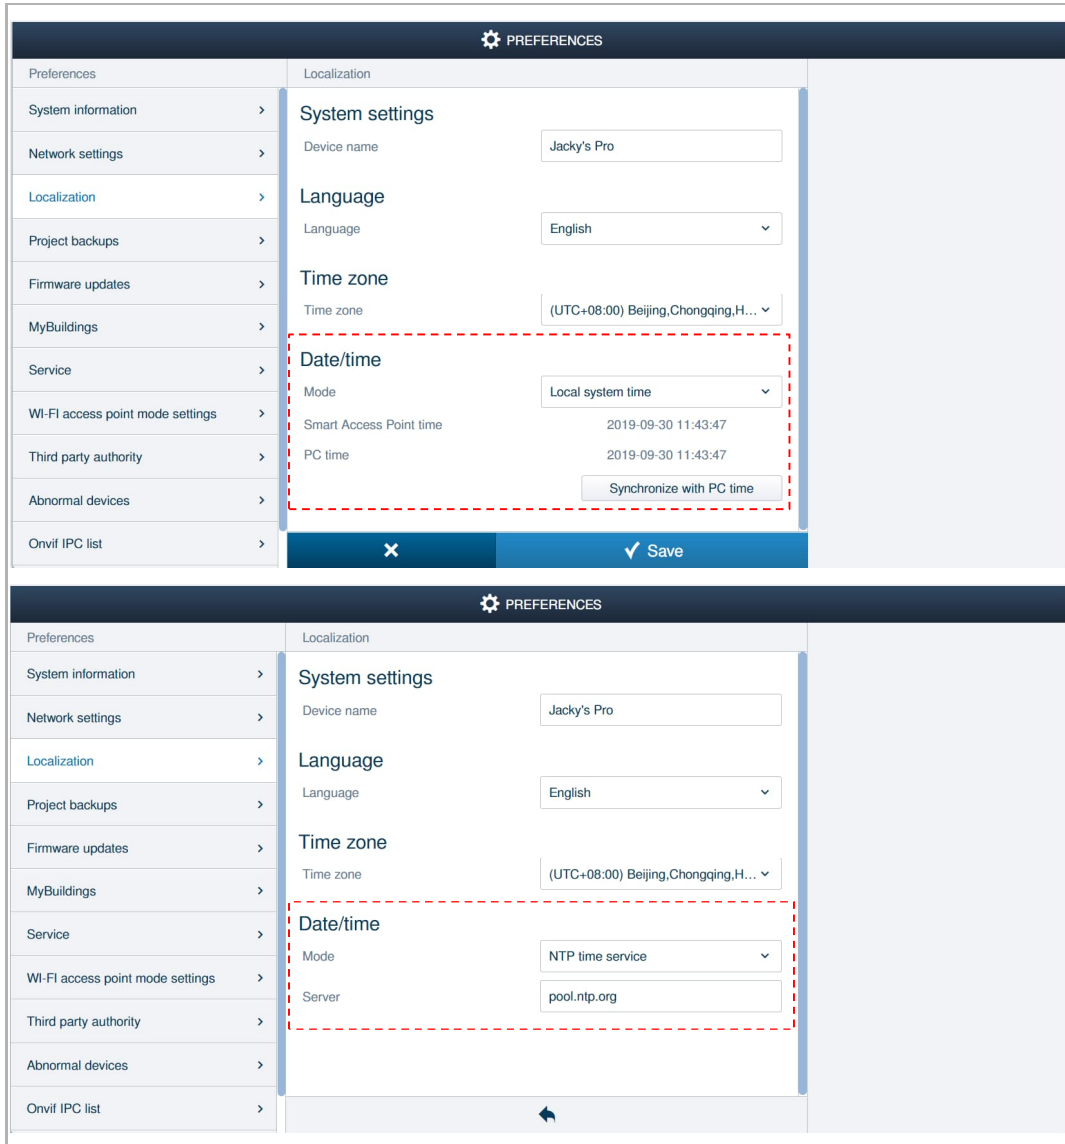 PREFERENCES
Preferences
Localization
System information
Network settings
Localization
Project backups
Firmware updates
MyBuildings
Service
WI-FI access point mode settings
Third party authority
Abnormal devices
Onvif IPC list
System settings
Device name
Jacky's Pro
Language
Language
English
Time zone
Time zone
(UTC+08:00) Beijing,Chongqing,H...
Date/time
Mode
Local system time
Smart Access Point time
2019-09-30 11:43:47
PC time
2019-09-30 11:43:47
Synchronize with PC time
Save
PREFERENCES
Preferences
Localization
System information
Network settings
Localization
Project backups
Firmware updates
MyBuildings
Service
WI-FI access point mode settings
Third party authority
Abnormal devices
Onvif IPC list
System settings
Device name
Jacky's Pro
Language
Language
English
Time zone
Time zone
(UTC+08:00) Beijing,Chongqing,H...
Date/time
Mode
NTP time service
Server
pool.ntp.org